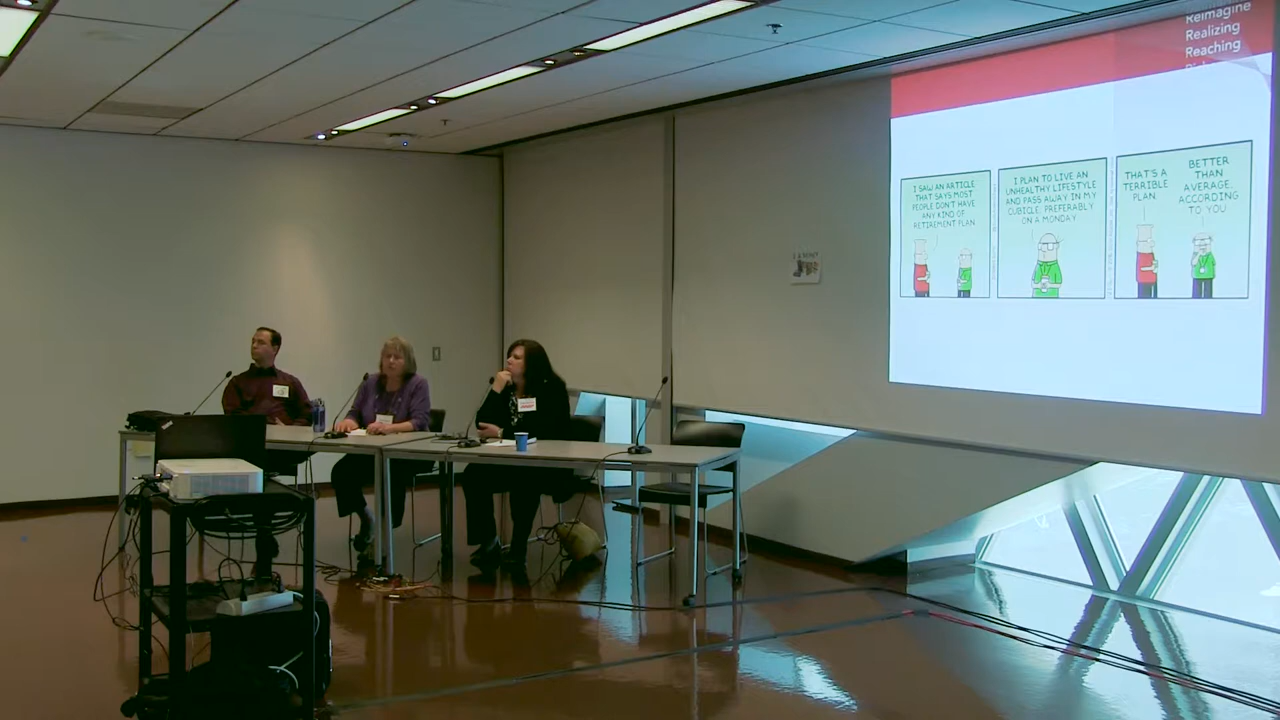 Reimagine
Realizing
Reaching
I SAW AN ARTICLE
THAT SAYS MOST
PEOPLE DON'T HAVE
ANY KIND OF
RETIREMENT PLAN
I PLAN TO LIVE AN
UNHEALTHY LIFESTYLE
AND PASS AWAY IN MY
CUBICLE, PREFERABLY
ON A MONDAY
THAT'S A
TERRIBLE
PLAN
BETTER
THAN
AVERAGE,
ACCORDING
TO YOU